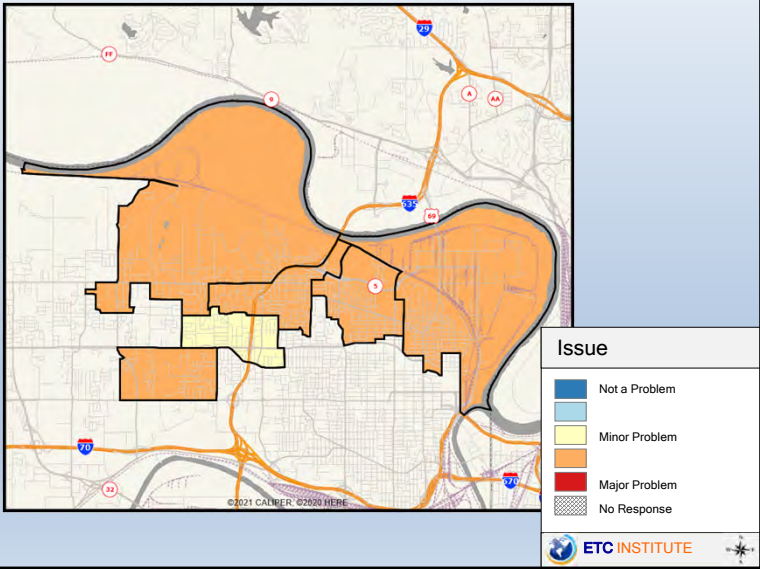 29
FF
A
AA
9
635
69
5
70
32
670
©2021 CALIPER; ©2020 HERE
Issue
Not a Problem
Minor Problem
Major Problem
No Response
ETC INSTITUTE